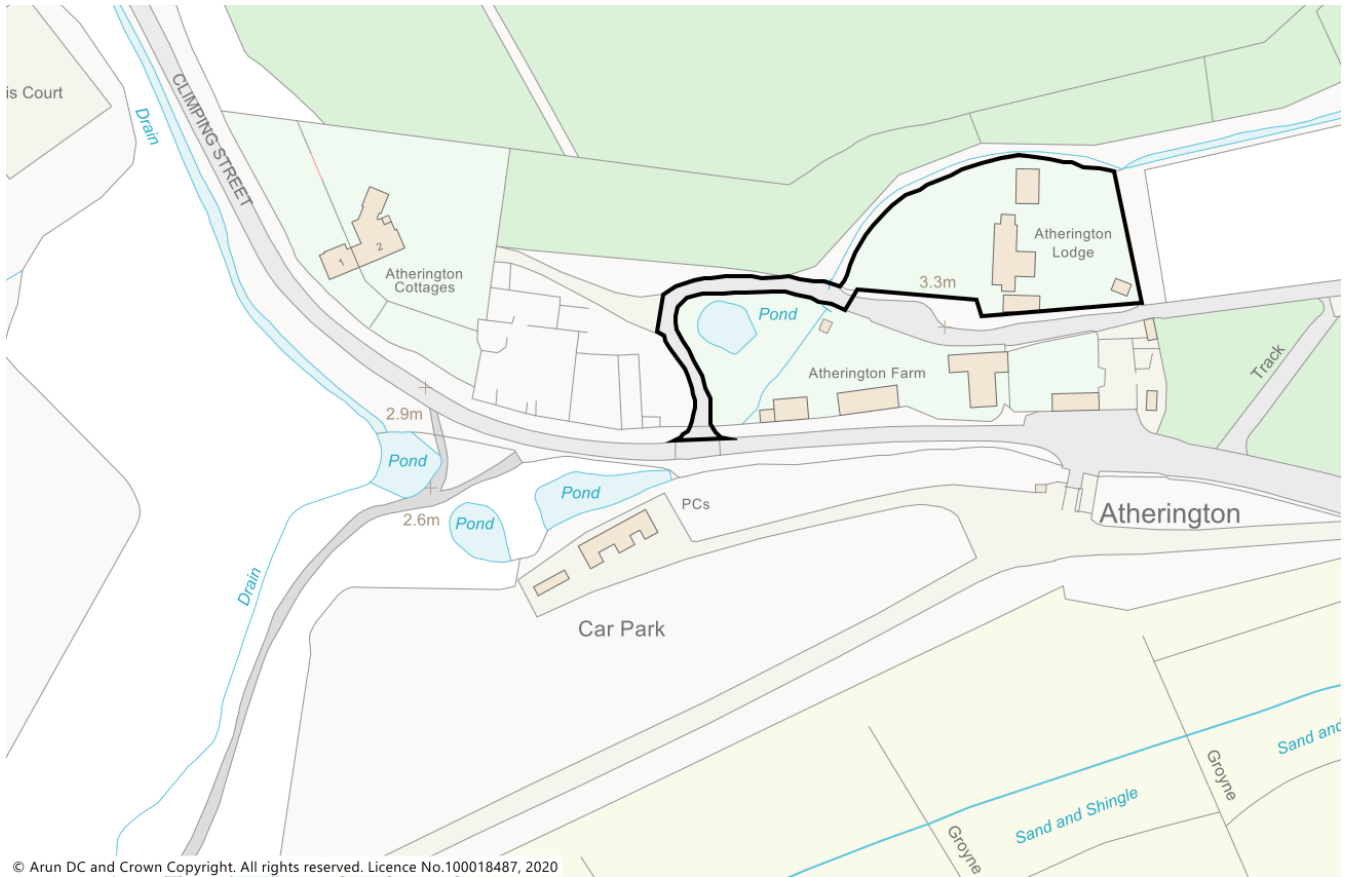 is Court
Drain
CLIMPING STREET
1
2
Atherington
Cottages
Atherington
Lodge
3.3m
Pond
Atherington Farm
Track
2.9m
Pond
Pond
PCs
2.6m
Pond
Atherington
Drain
Car Park
Sand and
Groyne
Sand and Shingle
Groyne
© Arun DC and Crown Copyright. All rights reserved. Licence No.100018487, 2020